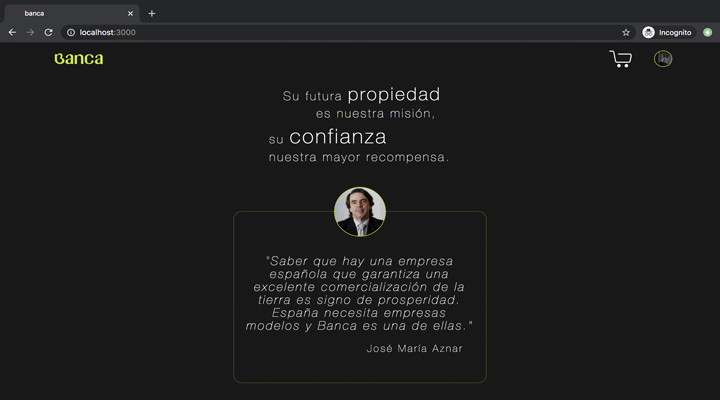 banca
localhost:3000
Incognito
Banca
Su futura propiedad
es nuestra misión,
su confianza
nuestra mayor recompensa.
"Saber que hay una empresa
española que garantiza una
excelente comercialización de la
tierra es signo de prosperidad.
España necesita empresas
modelos y Banca es una de ellas."
José María Aznar